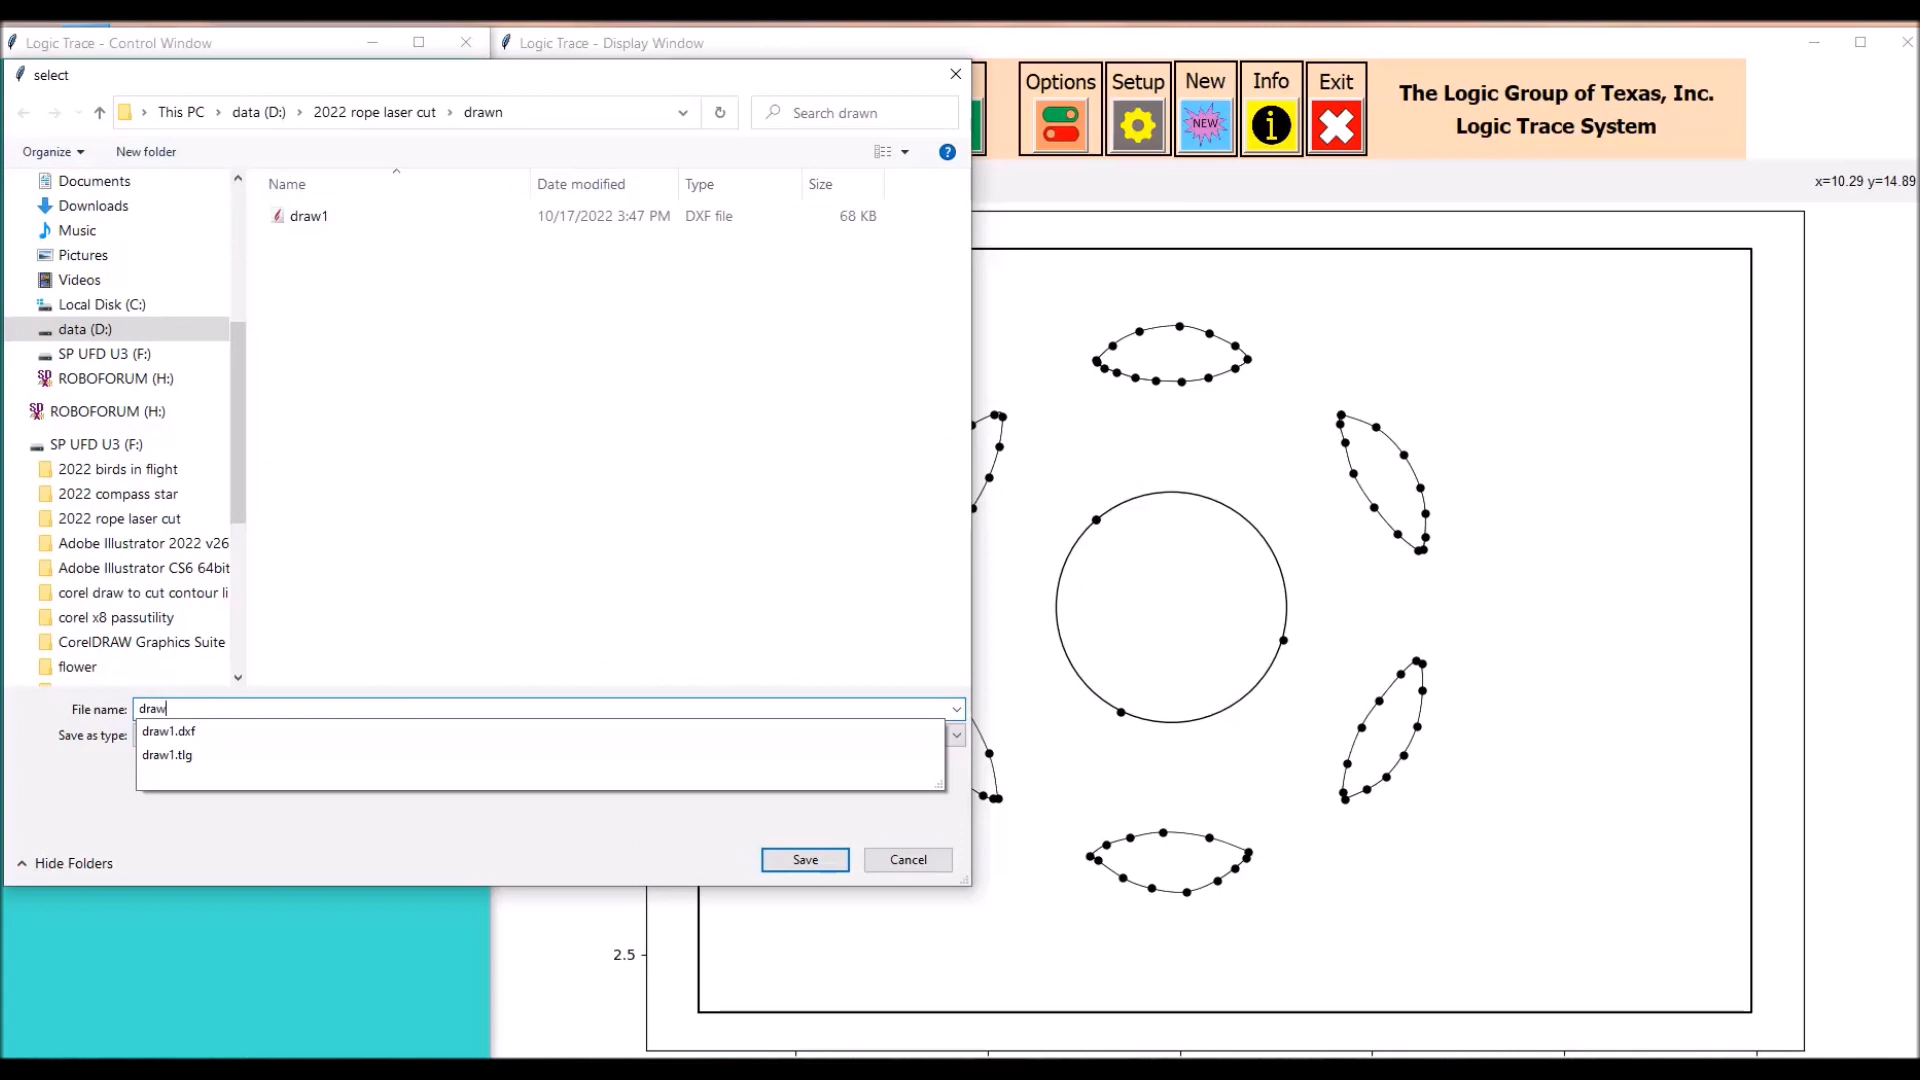 Logic Trace - Control Window
Logic Trace - Display Window
select
This PC > data (D:) > 2022 rope laser cut > drawn
Search drawn
Organize
New folder
Options
Setup
New
Info
Exit
NEW
i
The Logic Group of Texas, Inc.
Logic Trace System
x=10.29 y=14.89
Name
Date modified
Type
Size
draw1
10/17/2022 3:47 PM
DXF file
68 KB
Documents
Downloads
Music
Pictures
Videos
Local Disk (C:)
data (D:)
SP UFD U3 (F:)
ROBOFORUM (H:)
ROBOFORUM (H:)
SP UFD U3 (F:)
2022 birds in flight
2022 compass star
2022 rope laser cut
Adobe Illustrator 2022 v26
Adobe Illustrator CS6 64bit
corel draw to cut contour li
corel x8 passutility
CorelDRAW Graphics Suite
flower
File name:
draw
Save as type:
draw1.dxf
draw1.tlg
Hide Folders
Save
Cancel
2.5